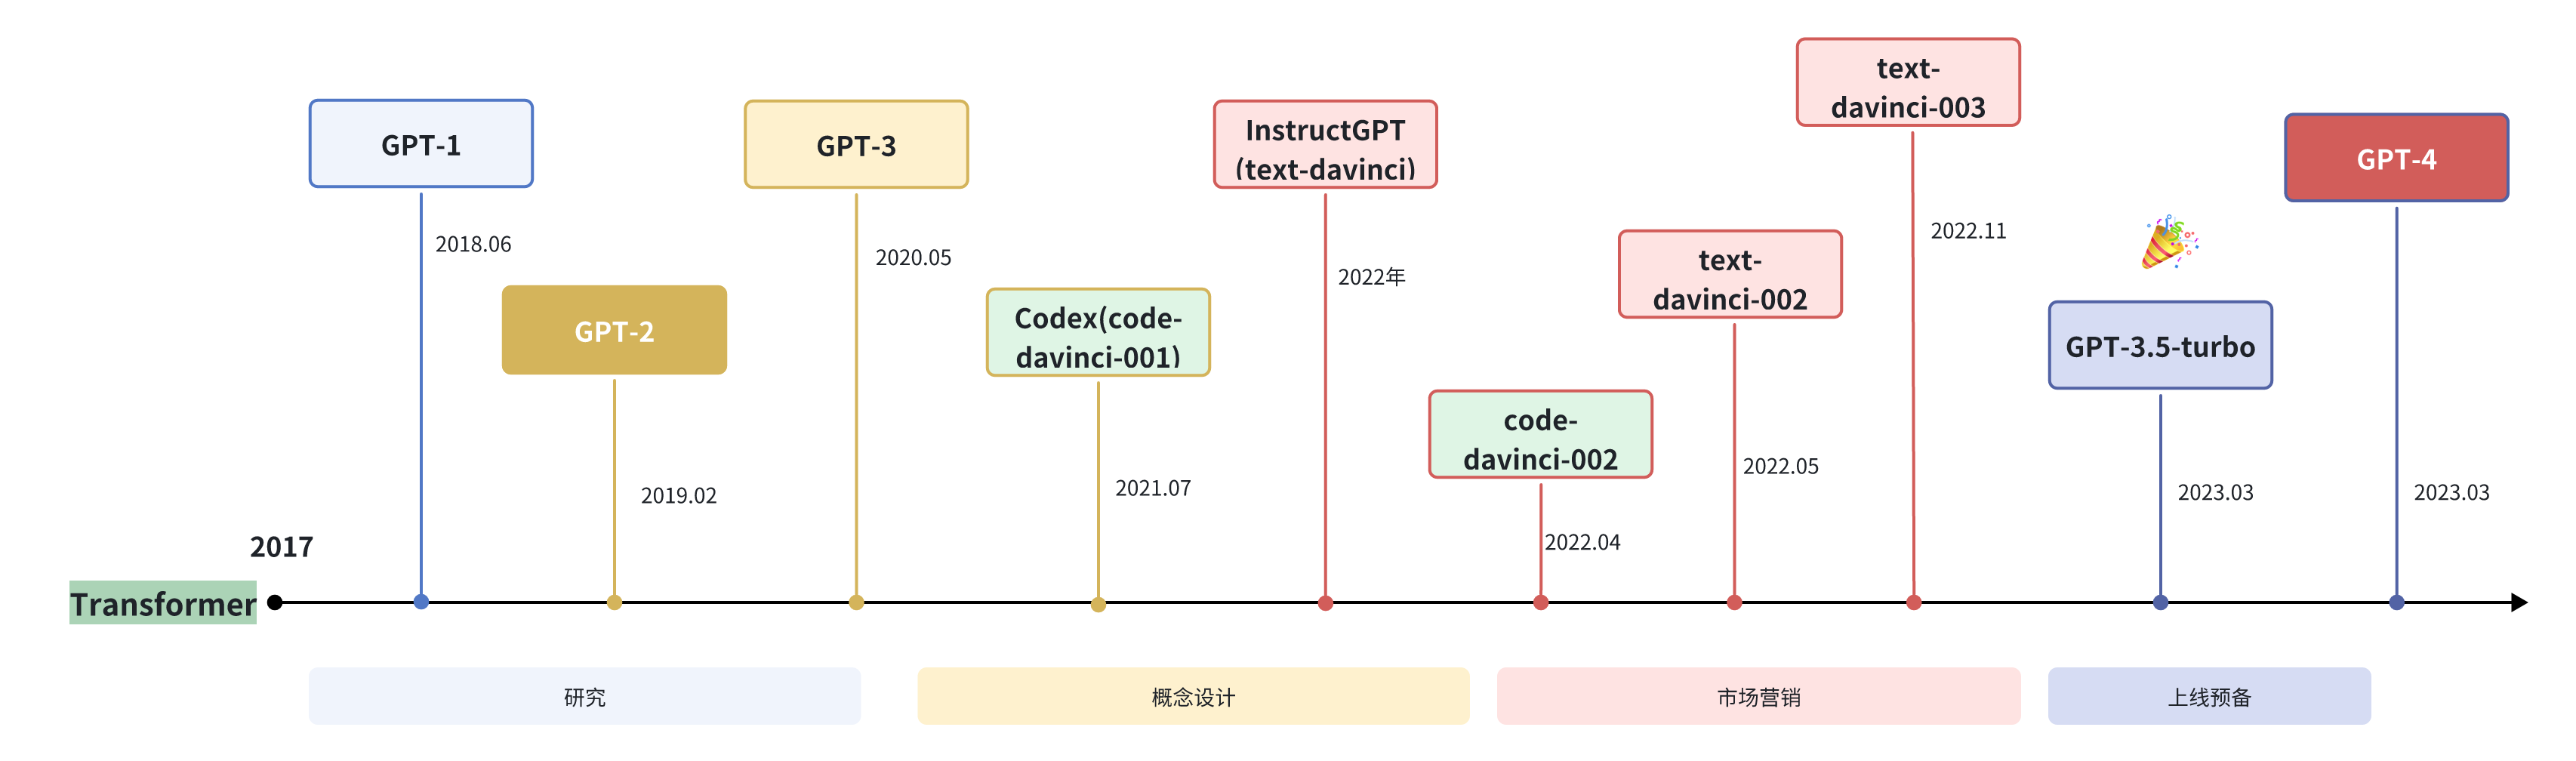 GPT-1
2018.06
GPT-2
2019.02
GPT-3
2020.05
Codex(code-
davinci-001)
2021.07
InstructGPT
(text-davinci)
2022年
code-
davinci-002
2022.04
text-
davinci-002
2022.05
text-
davinci-003
2022.11
GPT-3.5-turbo
2023.03
GPT-4
2023.03
2017
Transformer
研究
概念设计
市场营销
上线预备